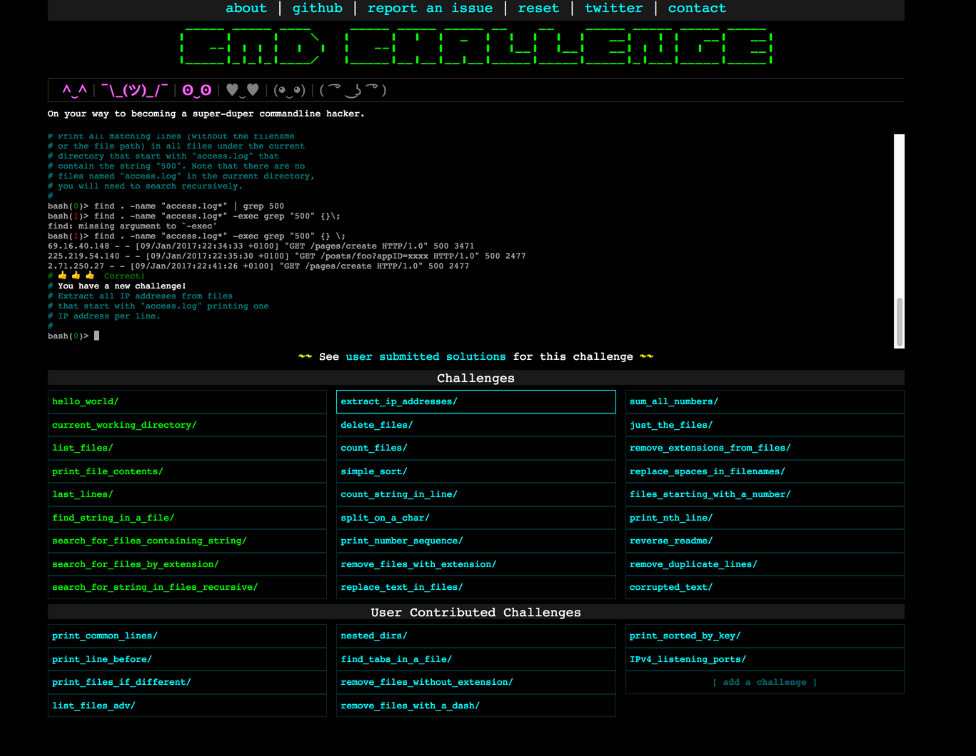 about | github | report an issue | reset | twitter | contact
CMD CHALLENGE
^‿^ | ¯\_(ツ)_/¯ | ʘ‿ʘ | ♥‿♥ | (◕‿◕) | ( ͡° ͜ʖ ͡° )
On your way to becoming a super-duper commandline hacker.
# Print all matching lines (without the filename
# or the file path) in all files under the current
# directory that start with "access.log" that
# contain the string "500". Note that there are no
# files named "access.log" in the current directory,
# you will need to search recursively.
#
bash(0)> find . -name "access.log*" | grep 500
bash(1)> find . -name "access.log*" -exec grep "500" {}\;
find: missing argument to `-exec'
bash(1)> find . -name "access.log*" -exec grep "500" {} \;
69.16.40.148 - - [09/Jan/2017:22:34:33 +0100] "GET /pages/create HTTP/1.0" 500 3471
225.219.54.140 - - [09/Jan/2017:22:35:30 +0100] "GET /posts/foo?appID=xxxx HTTP/1.0" 500 2477
2.71.250.27 - - [09/Jan/2017:22:41:26 +0100] "GET /pages/create HTTP/1.0" 500 2477
# 👍 👍 👍 Correct!
# You have a new challenge!
# Extract all IP addreses from files
# that start with "access.log" printing one
# IP address per line.
#
bash(0)>
~~ See user submitted solutions for this challenge ~~
Challenges
hello_world/
current_working_directory/
list_files/
print_file_contents/
last_lines/
find_string_in_a_file/
search_for_files_containing_string/
search_for_files_by_extension/
search_for_string_in_files_recursive/
extract_ip_addresses/
delete_files/
count_files/
simple_sort/
count_string_in_line/
split_on_a_char/
print_number_sequence/
remove_files_with_extension/
replace_text_in_files/
sum_all_numbers/
just_the_files/
remove_extensions_from_files/
replace_spaces_in_filenames/
files_starting_with_a_number/
print_nth_line/
reverse_readme/
remove_duplicate_lines/
corrupted_text/
User Contributed Challenges
print_common_lines/
print_line_before/
print_files_if_different/
list_files_adv/
nested_dirs/
find_tabs_in_a_file/
remove_files_without_extension/
remove_files_with_a_dash/
print_sorted_by_key/
IPv4_listening_ports/
[ add a challenge ]